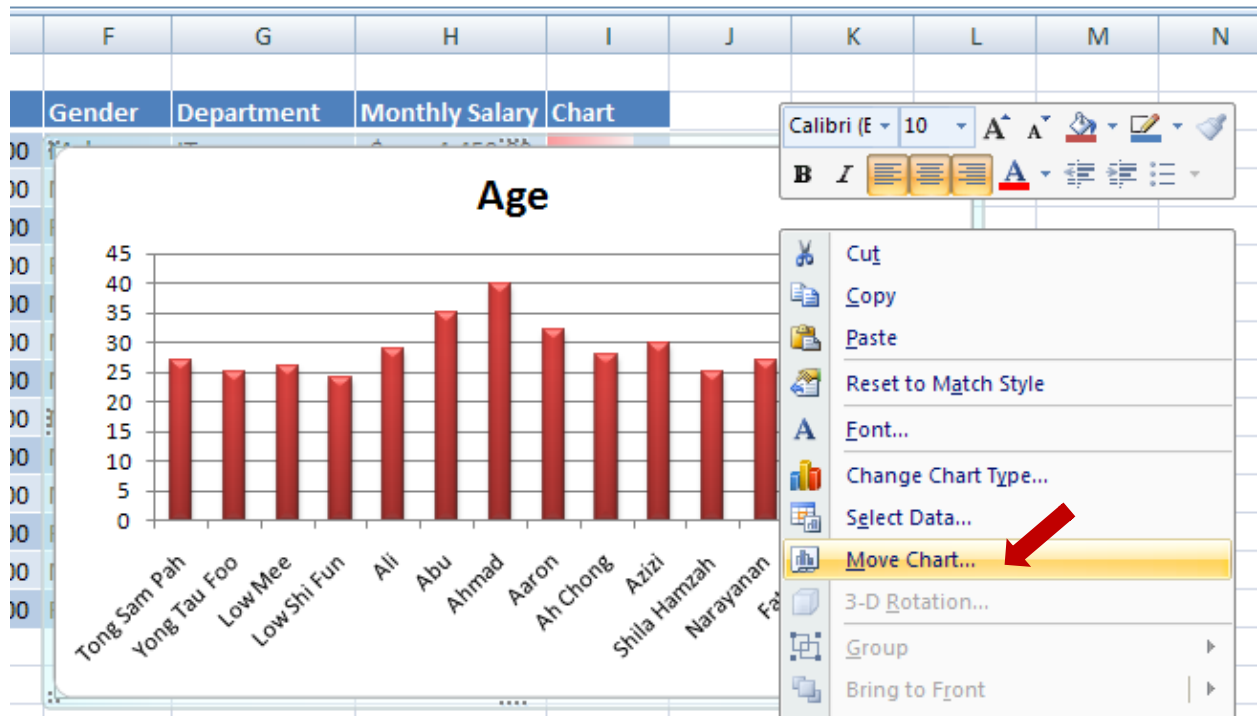 F G H I J K L M N
Gender Department Monthly Salary Chart
Calibri (E 10 A A
B I A
Age
45
40
35
30
25
20
15
10
5
0
Tong Sam Pah
Yong Tau Foo
Low Mee
Low Shi Fun
Ali
Abu
Ahmad
Aaron
Ah Chong
Azizi
Shila Hamzah
Narayanan
Cut
Copy
Paste
Reset to Match Style
A Font...
Change Chart Type...
Select Data...
Move Chart...
3-D Rotation...
Group
Bring to Front